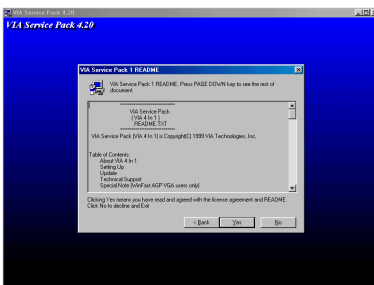 VIA Service Pack 4.20
VIA Service Pack 4.20
VIA Service Pack 1 README
VIA Service Pack 1 README. Press PAGE DOWN key to see the rest of
document.
------------------------
VIA Service Pack
( VIA 4 In 1 )
README.TXT
------------------------
VIA Service Pack (VIA 4 In 1) is Copyright(C) 1999 VIA Technologies, Inc.
Table of Contents:
About VIA 4 In 1
Setting Up
Update
Technical Support
Special Note (WinFast AGP VGA users only)
Clicking Yes means you have read and agreed with the licence agreement and README.
Click No to decline and Exit
< Back
Yes
No